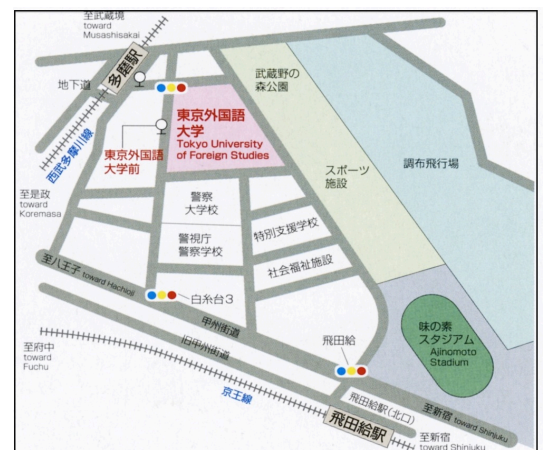 至武蔵境
toward
Musashisakai
多磨駅
地下道
西武多摩川線
東京外国語
大学
Tokyo University
of Foreign Studies
東京外国語
大学前
武蔵野の
森公園
スポーツ
施設
調布飛行場
至是政
toward
Koremasa
警察
大学校
警視庁
警察学校
特別支援学校
社会福祉施設
至八王子 toward Hachioji
白糸台3
甲州街道
旧甲州街道
飛田給
味の素
スタジアム
Ajinomoto
Stadium
至府中
toward
Fuchu
京王線
飛田給駅(北口)
飛田給駅
至新宿 toward Shinjuku
至新宿
toward Shinjuku